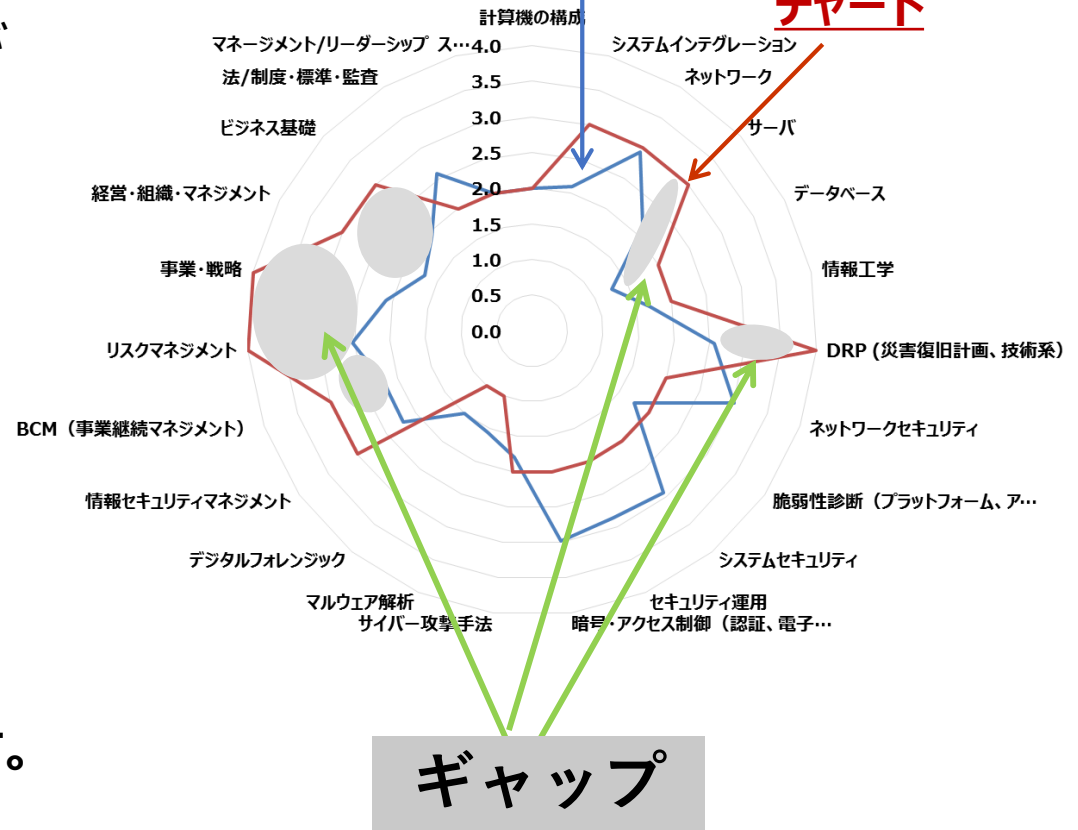 が
チャート
計算機の構成
システムインテグレーション
ネットワーク
サーバ
データベース
情報工学
DRP (災害復旧計画、技術系)
ネットワークセキュリティ
脆弱性診断（プラットフォーム、ア…
システムセキュリティ
セキュリティ運用
暗号・アクセス制御（認証、電子…
サイバー攻撃手法
マルウェア解析
デジタルフォレンジック
情報セキュリティマネジメント
BCM（事業継続マネジメント）
リスクマネジメント
事業・戦略
経営・組織・マネジメント
ビジネス基礎
法/制度・標準・監査
マネージメント/リーダーシップ ス…
4.0
3.5
3.0
2.5
2.0
1.5
1.0
0.5
0.0
。
ギャップ